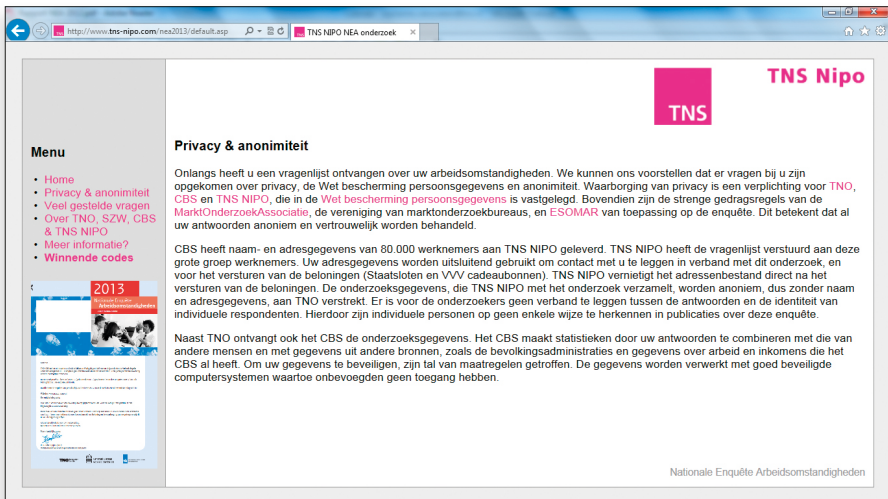 http://www.tns-nipo.com/nea2013/default.asp
TNS NIPO NEA onderzoek
TNS Nipo
TNS
Menu
• Home
• Privacy & anonimiteit
• Veel gestelde vragen
• Over TNO, SZW, CBS
& TNS NIPO
• Meer informatie?
• Winnende codes
2013
Nationale Enquête
Arbeidsomstandigheden
Privacy & anonimiteit
Onlangs heeft u een vragenlijst ontvangen over uw arbeidsomstandigheden. We kunnen ons voorstellen dat er vragen bij u zijn
opgekomen over privacy, de Wet bescherming persoonsgegevens en anonimiteit. Waarborging van privacy is een verplichting voor TNO,
CBS en TNS NIPO, die in de Wet bescherming persoonsgegevens is vastgelegd. Bovendien zijn de strenge gedragsregels van de
MarktOnderzoekAssociatie, de vereniging van marktonderzoekbureaus, en ESOMAR van toepassing op de enquête. Dit betekent dat al
uw antwoorden anoniem en vertrouwelijk worden behandeld.
CBS heeft naam- en adresgegevens van 80.000 werknemers aan TNS NIPO geleverd. TNS NIPO heeft de vragenlijst verstuurd aan deze
grote groep werknemers. Uw adresgegevens worden uitsluitend gebruikt om contact met u te leggen in verband met dit onderzoek, en
voor het versturen van de beloningen (Staatsloten en VVV cadeaubonnen). TNS NIPO vernietigt het adressenbestand direct na het
versturen van de beloningen. De onderzoeksgegevens, die TNS NIPO met het onderzoek verzamelt, worden anoniem, dus zonder naam
en adresgegevens, aan TNO verstrekt. Er is voor de onderzoekers geen verband te leggen tussen de antwoorden en de identiteit van
individuele respondenten. Hierdoor zijn individuele personen op geen enkele wijze te herkennen in publicaties over deze enquête.
Naast TNO ontvangt ook het CBS de onderzoeksgegevens. Het CBS maakt statistieken door uw antwoorden te combineren met die van
andere mensen en met gegevens uit andere bronnen, zoals de bevolkingsadministraties en gegevens over arbeid en inkomens die het
CBS al heeft. Om uw gegevens te beveiligen, zijn tal van maatregelen getroffen. De gegevens worden verwerkt met goed beveiligde
computersystemen waartoe onbevoegden geen toegang hebben.
Nationale Enquête Arbeidsomstandigheden